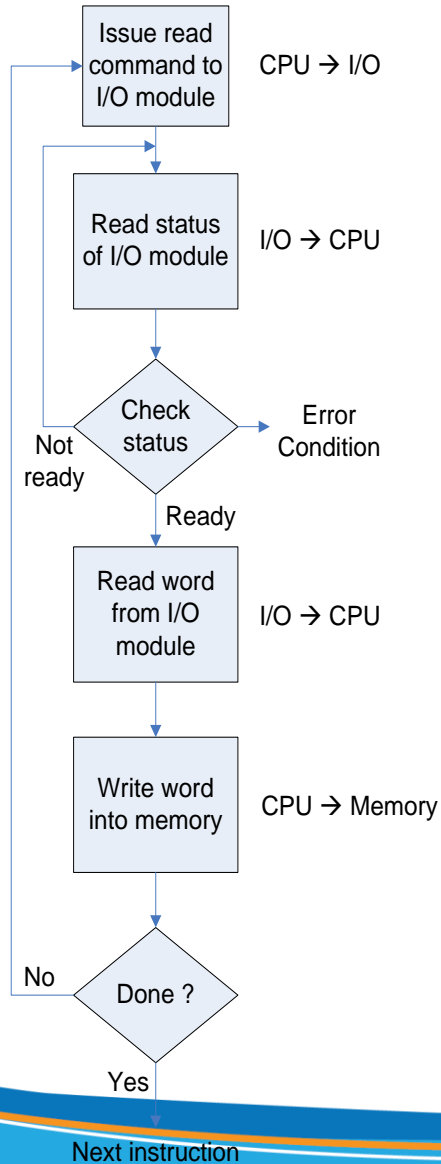 Issue read
command to
I/O module
CPU → I/O
Read status
of I/O module
I/O → CPU
Check
status
Error
Condition
Not
ready
Ready
Read word
from I/O
module
I/O → CPU
Write word
into memory
CPU → Memory
No
Done ?
Yes
Next instruction